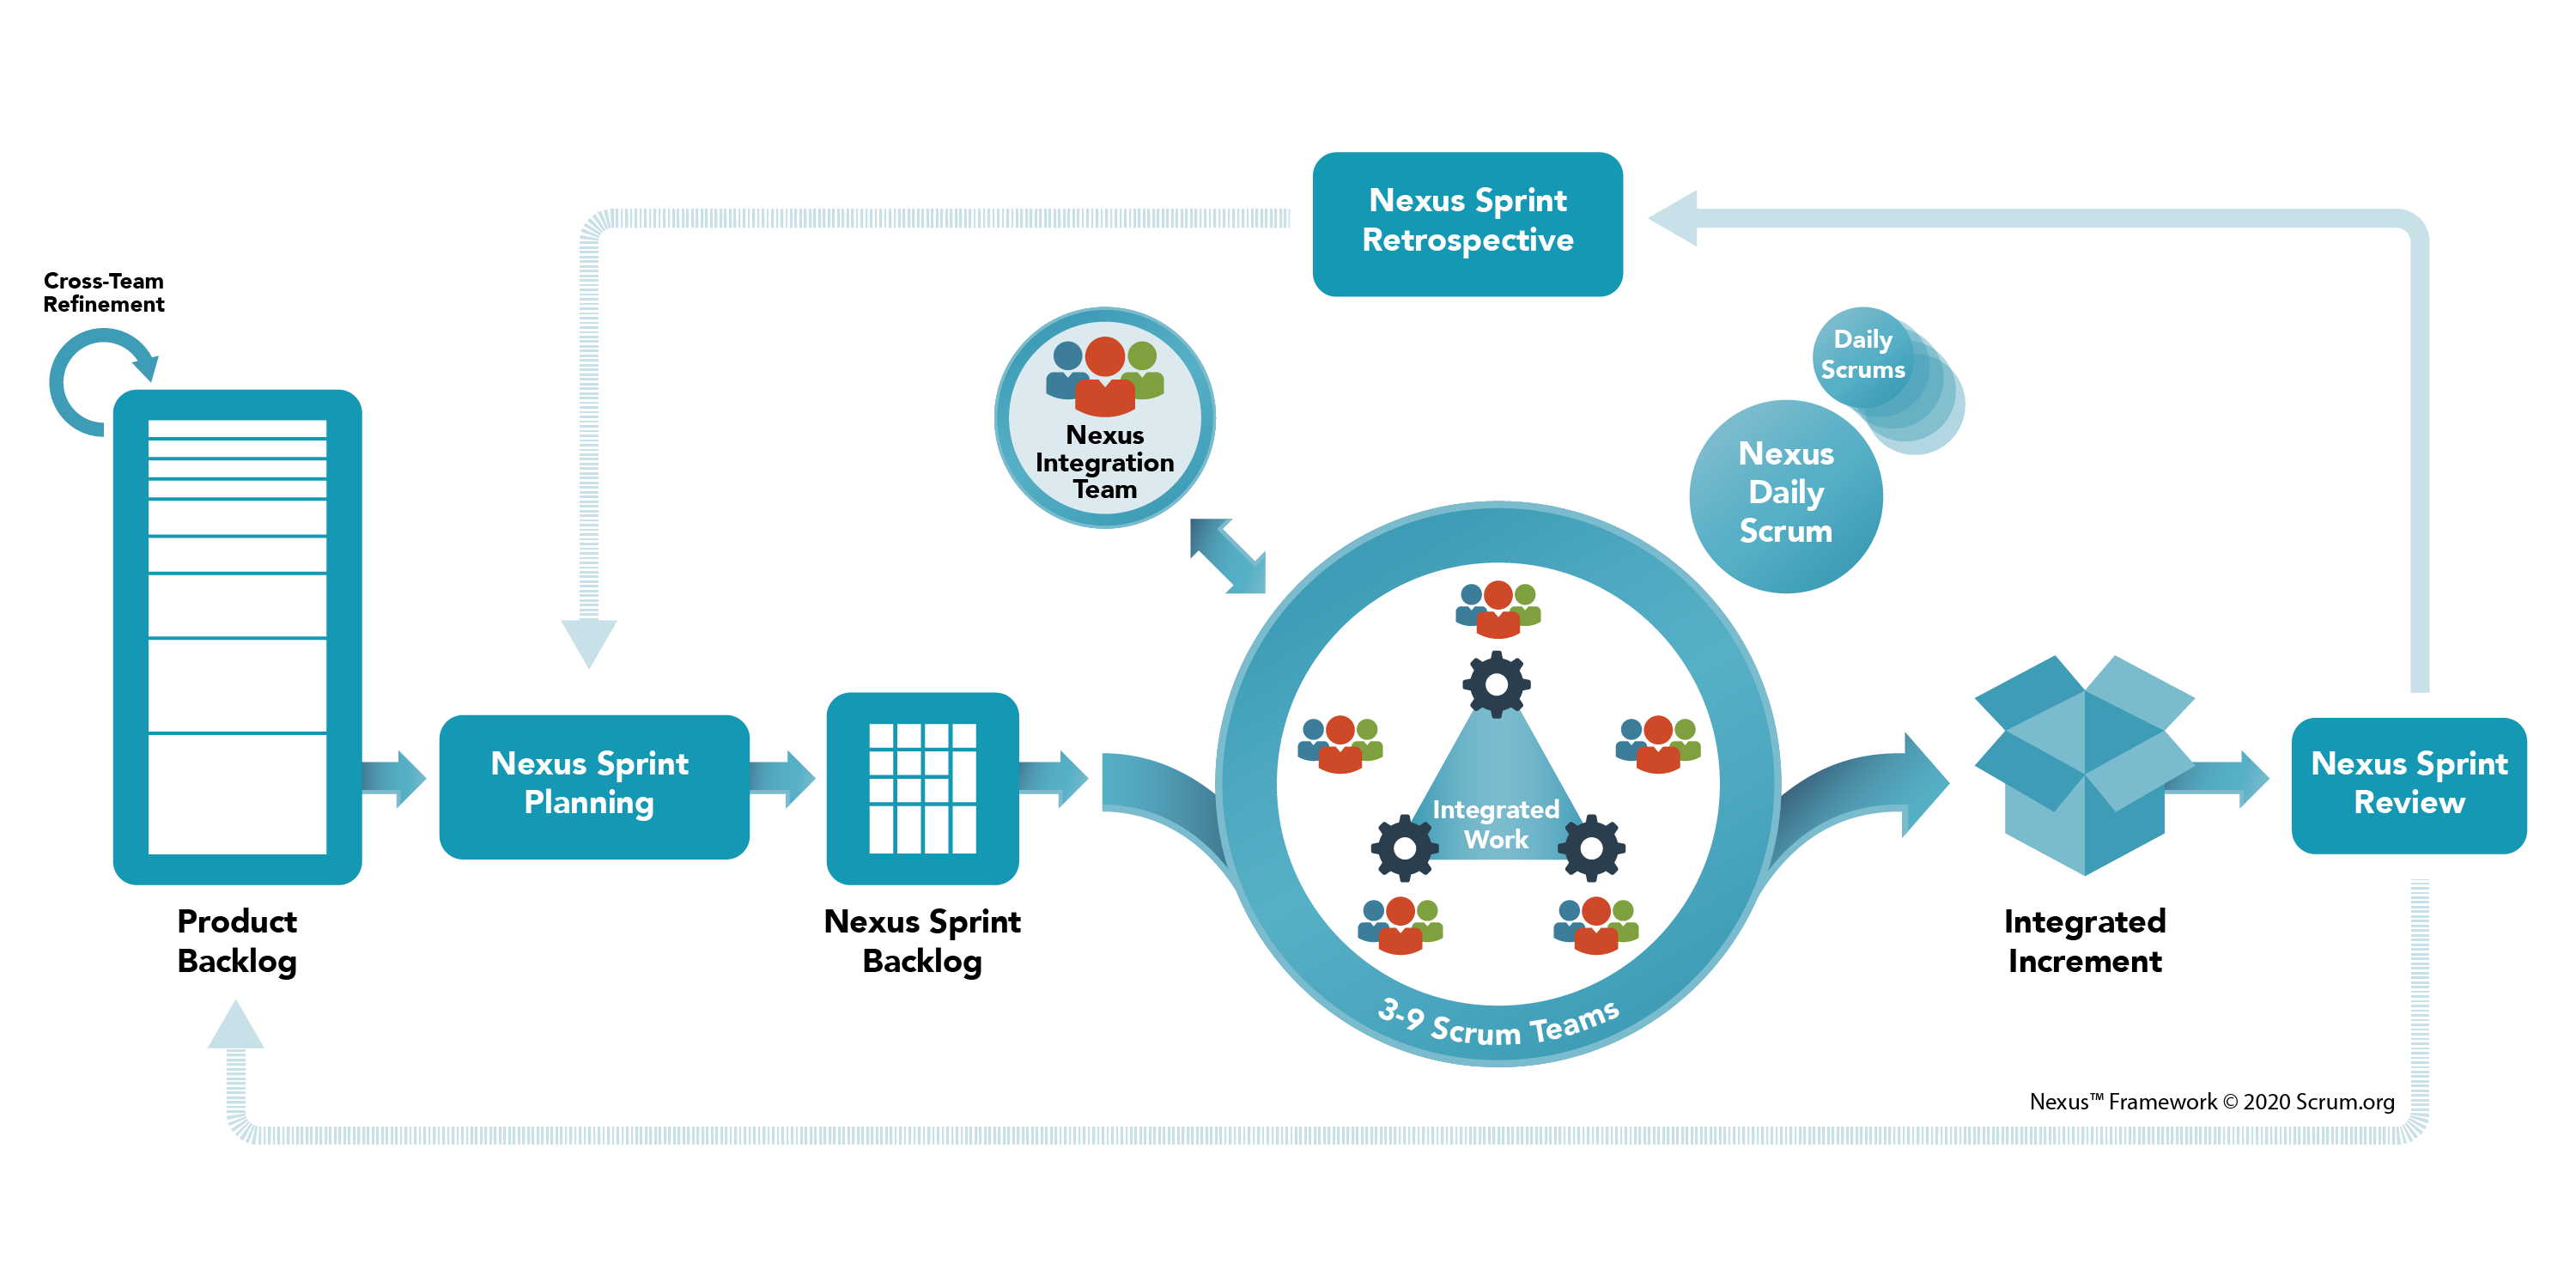 Nexus Sprint
Retrospective
Cross-Team
Refinement
Daily
Scrums
Nexus
Integration
Team
Nexus
Daily
Scrum
Nexus Sprint
Planning
Integrated
Work
Nexus Sprint
Review
Product
Backlog
Nexus Sprint
Backlog
3-9 Scrum Teams
Integrated
Increment
Nexus™ Framework © 2020 Scrum.org